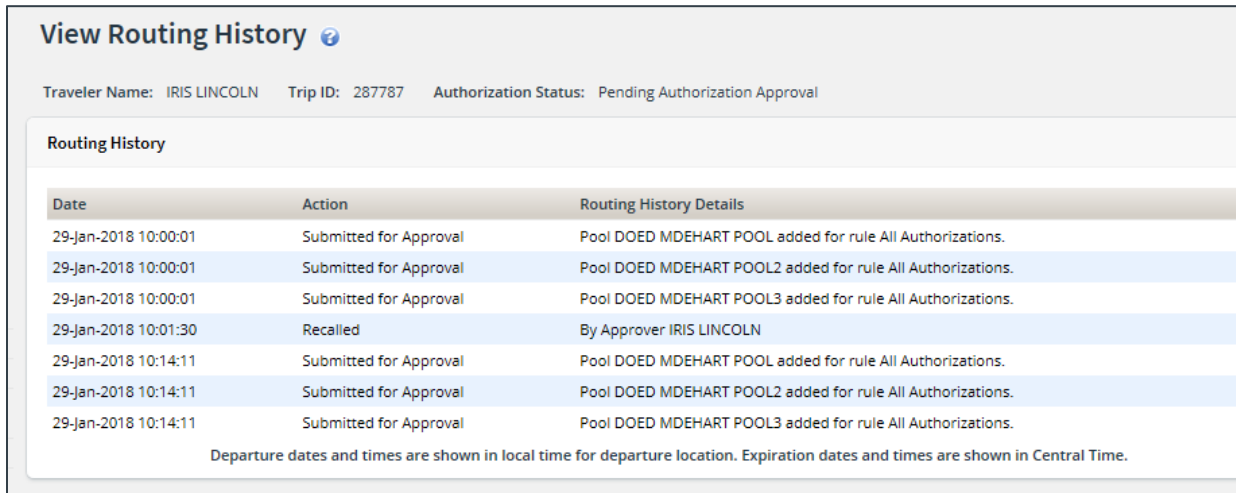 View Routing History ?
Traveler Name: IRIS LINCOLN Trip ID: 287787 Authorization Status: Pending Authorization Approval
Routing History
Date Action Routing History Details
29-Jan-2018 10:00:01 Submitted for Approval Pool DOED MDEHART POOL added for rule All Authorizations.
29-Jan-2018 10:00:01 Submitted for Approval Pool DOED MDEHART POOL2 added for rule All Authorizations.
29-Jan-2018 10:00:01 Submitted for Approval Pool DOED MDEHART POOL3 added for rule All Authorizations.
29-Jan-2018 10:01:30 Recalled By Approver IRIS LINCOLN
29-Jan-2018 10:14:11 Submitted for Approval Pool DOED MDEHART POOL added for rule All Authorizations.
29-Jan-2018 10:14:11 Submitted for Approval Pool DOED MDEHART POOL2 added for rule All Authorizations.
29-Jan-2018 10:14:11 Submitted for Approval Pool DOED MDEHART POOL3 added for rule All Authorizations.
Departure dates and times are shown in local time for departure location. Expiration dates and times are shown in Central Time.